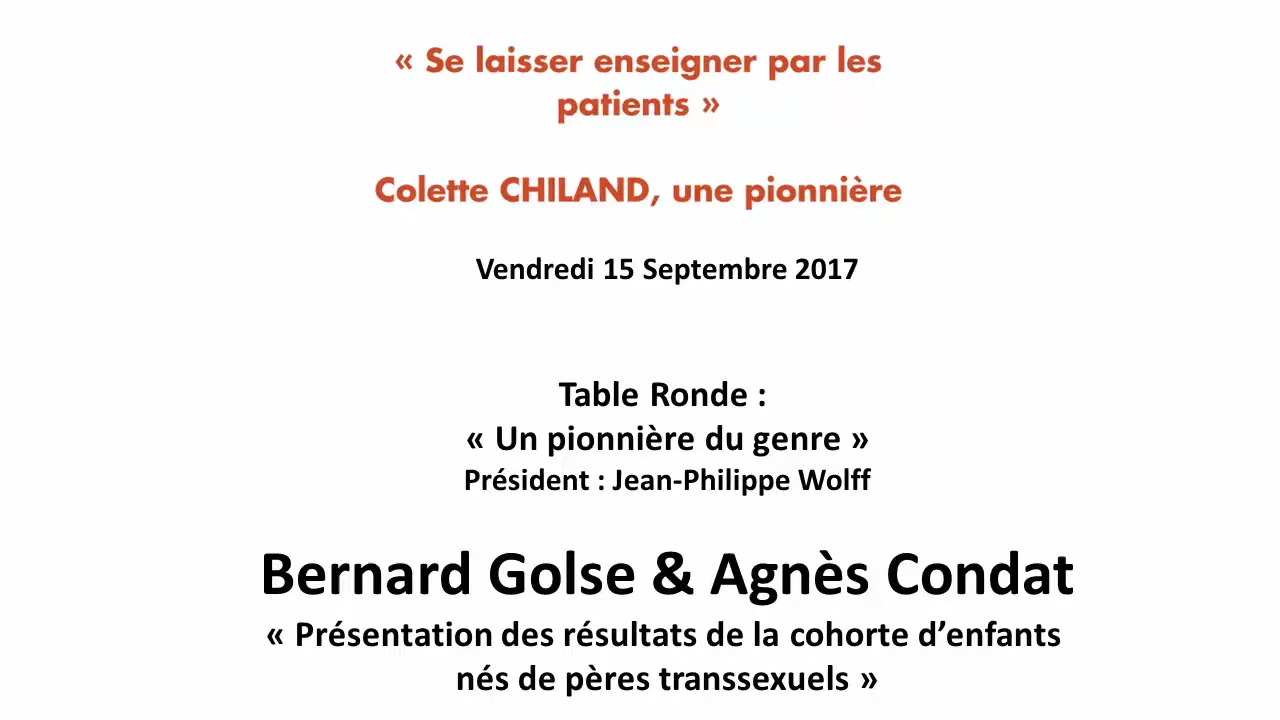 « Se laisser enseigner par les
patients »
Colette CHILAND, une pionnière
Vendredi 15 Septembre 2017
Table Ronde :
« Un pionnière du genre »
Président : Jean-Philippe Wolff
Bernard Golse & Agnès Condat
« Présentation des résultats de la cohorte d’enfants
nés de pères transsexuels »